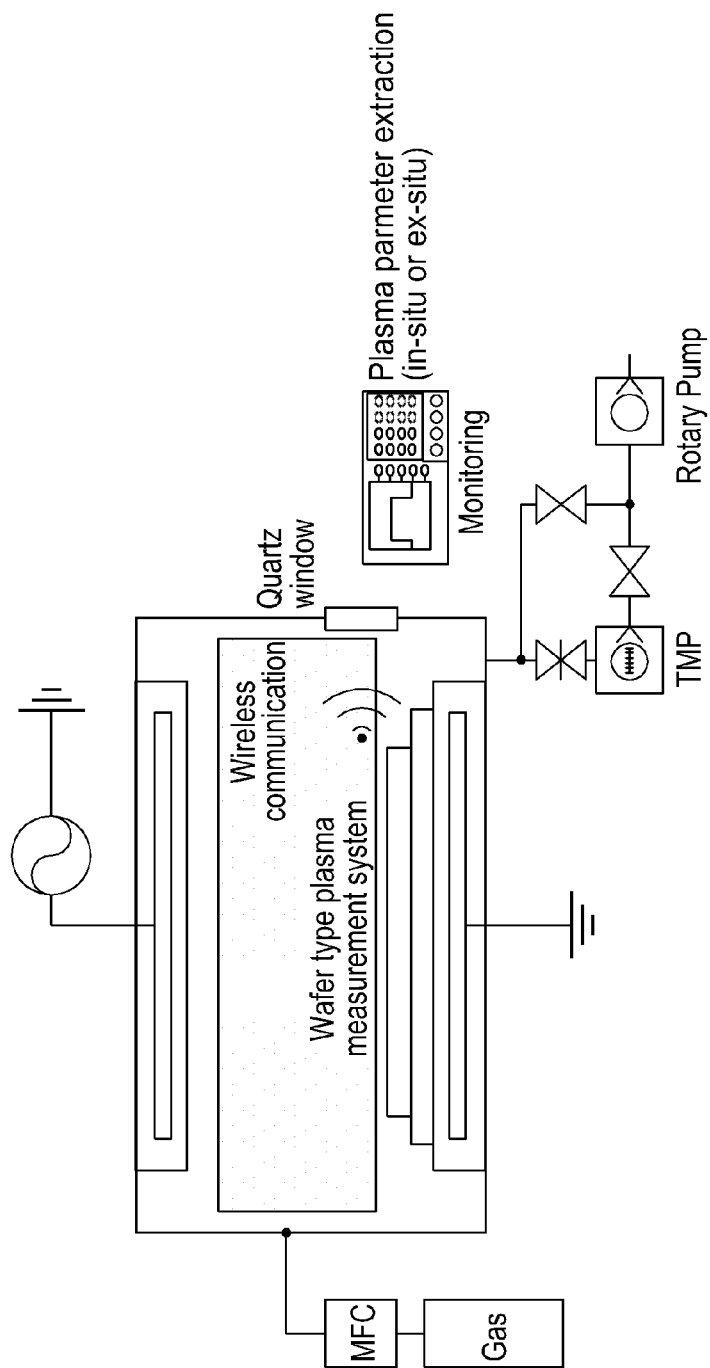 Wireless
communication
Wafer type plasma
measurement system
Quartz
window
Plasma parmeter extraction
(in-situ or ex-situ)
Monitoring
MFC
Gas
TMP
Rotary Pump